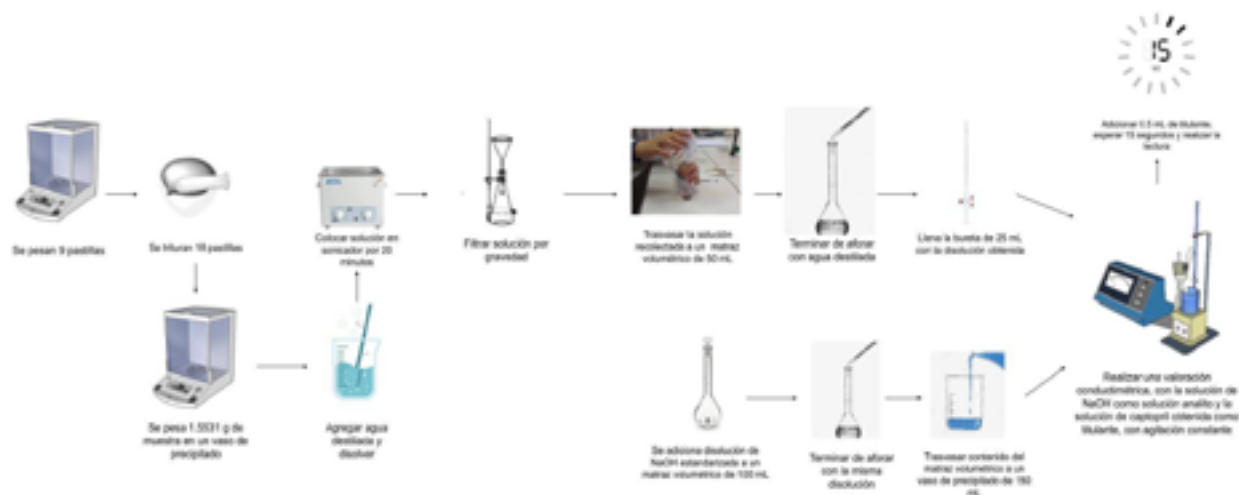 Se pesan 9 pastillas
Se trituran 18 pastillas
Se pesa 1.5531 g de
muestra en un vaso de
precipitado
Agregar agua
destilada y
disolver
Colocar solución en
sonicador por 20
minutos
Filtrar solución por
gravedad
Trasvasar la solución
recolectada a un matraz
volumétrico de 50 mL
Terminar de aforar
con agua destilada
Llena la bureta de 25 mL
con la disolución obtenida
Se adiciona disolución de
NaOH estandarizada a un
matraz volumétrico de 100 mL
Terminar de aforar
con la misma
disolución
Trasvasar contenido del
matraz volumétrico a un
vaso de precipitado de 150
mL
Realizar una valoración
conductimétrica, con la solución de
NaOH como solución analito y la
solución de captopril obtenida como
titulante, con agitación constante
15
Adicionar 0.5 mL de titulante,
esperar 15 segundos y realizar la
lectura